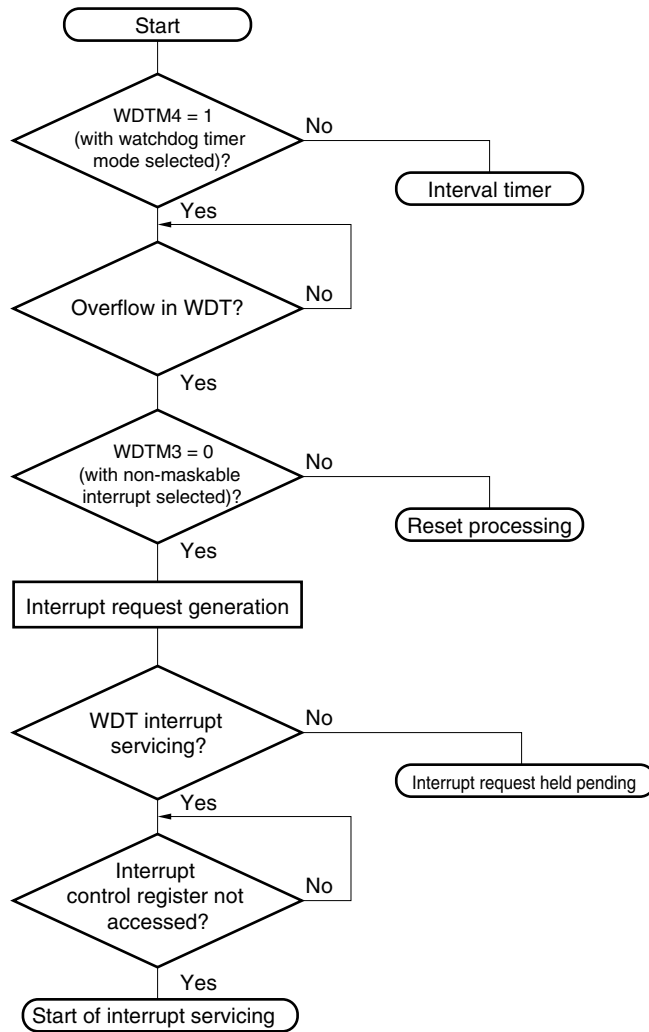 Start
WDTM4 = 1
(with watchdog timer
mode selected)?
No
Interval timer
Yes
Overflow in WDT?
No
Yes
WDTM3 = 0
(with non-maskable
interrupt selected)?
No
Reset processing
Yes
Interrupt request generation
WDT interrupt
servicing?
No
Interrupt request held pending
Yes
Interrupt
control register not
accessed?
No
Yes
Start of interrupt servicing